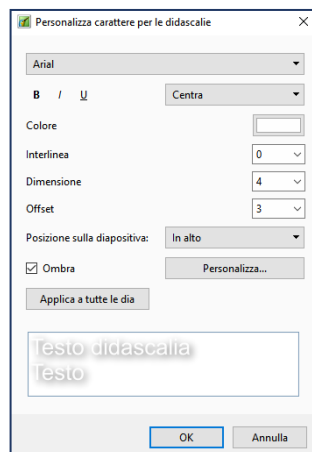 Personalizza carattere per le didascalie
Arial
B I U Centra
Colore
Interlinea 0
Dimensione 4
Offset 3
Posizione sulla diapositiva: In alto
Ombra Personalizza...
Applica a tutte le dia
Testo didascalia
Testo
OK Annulla